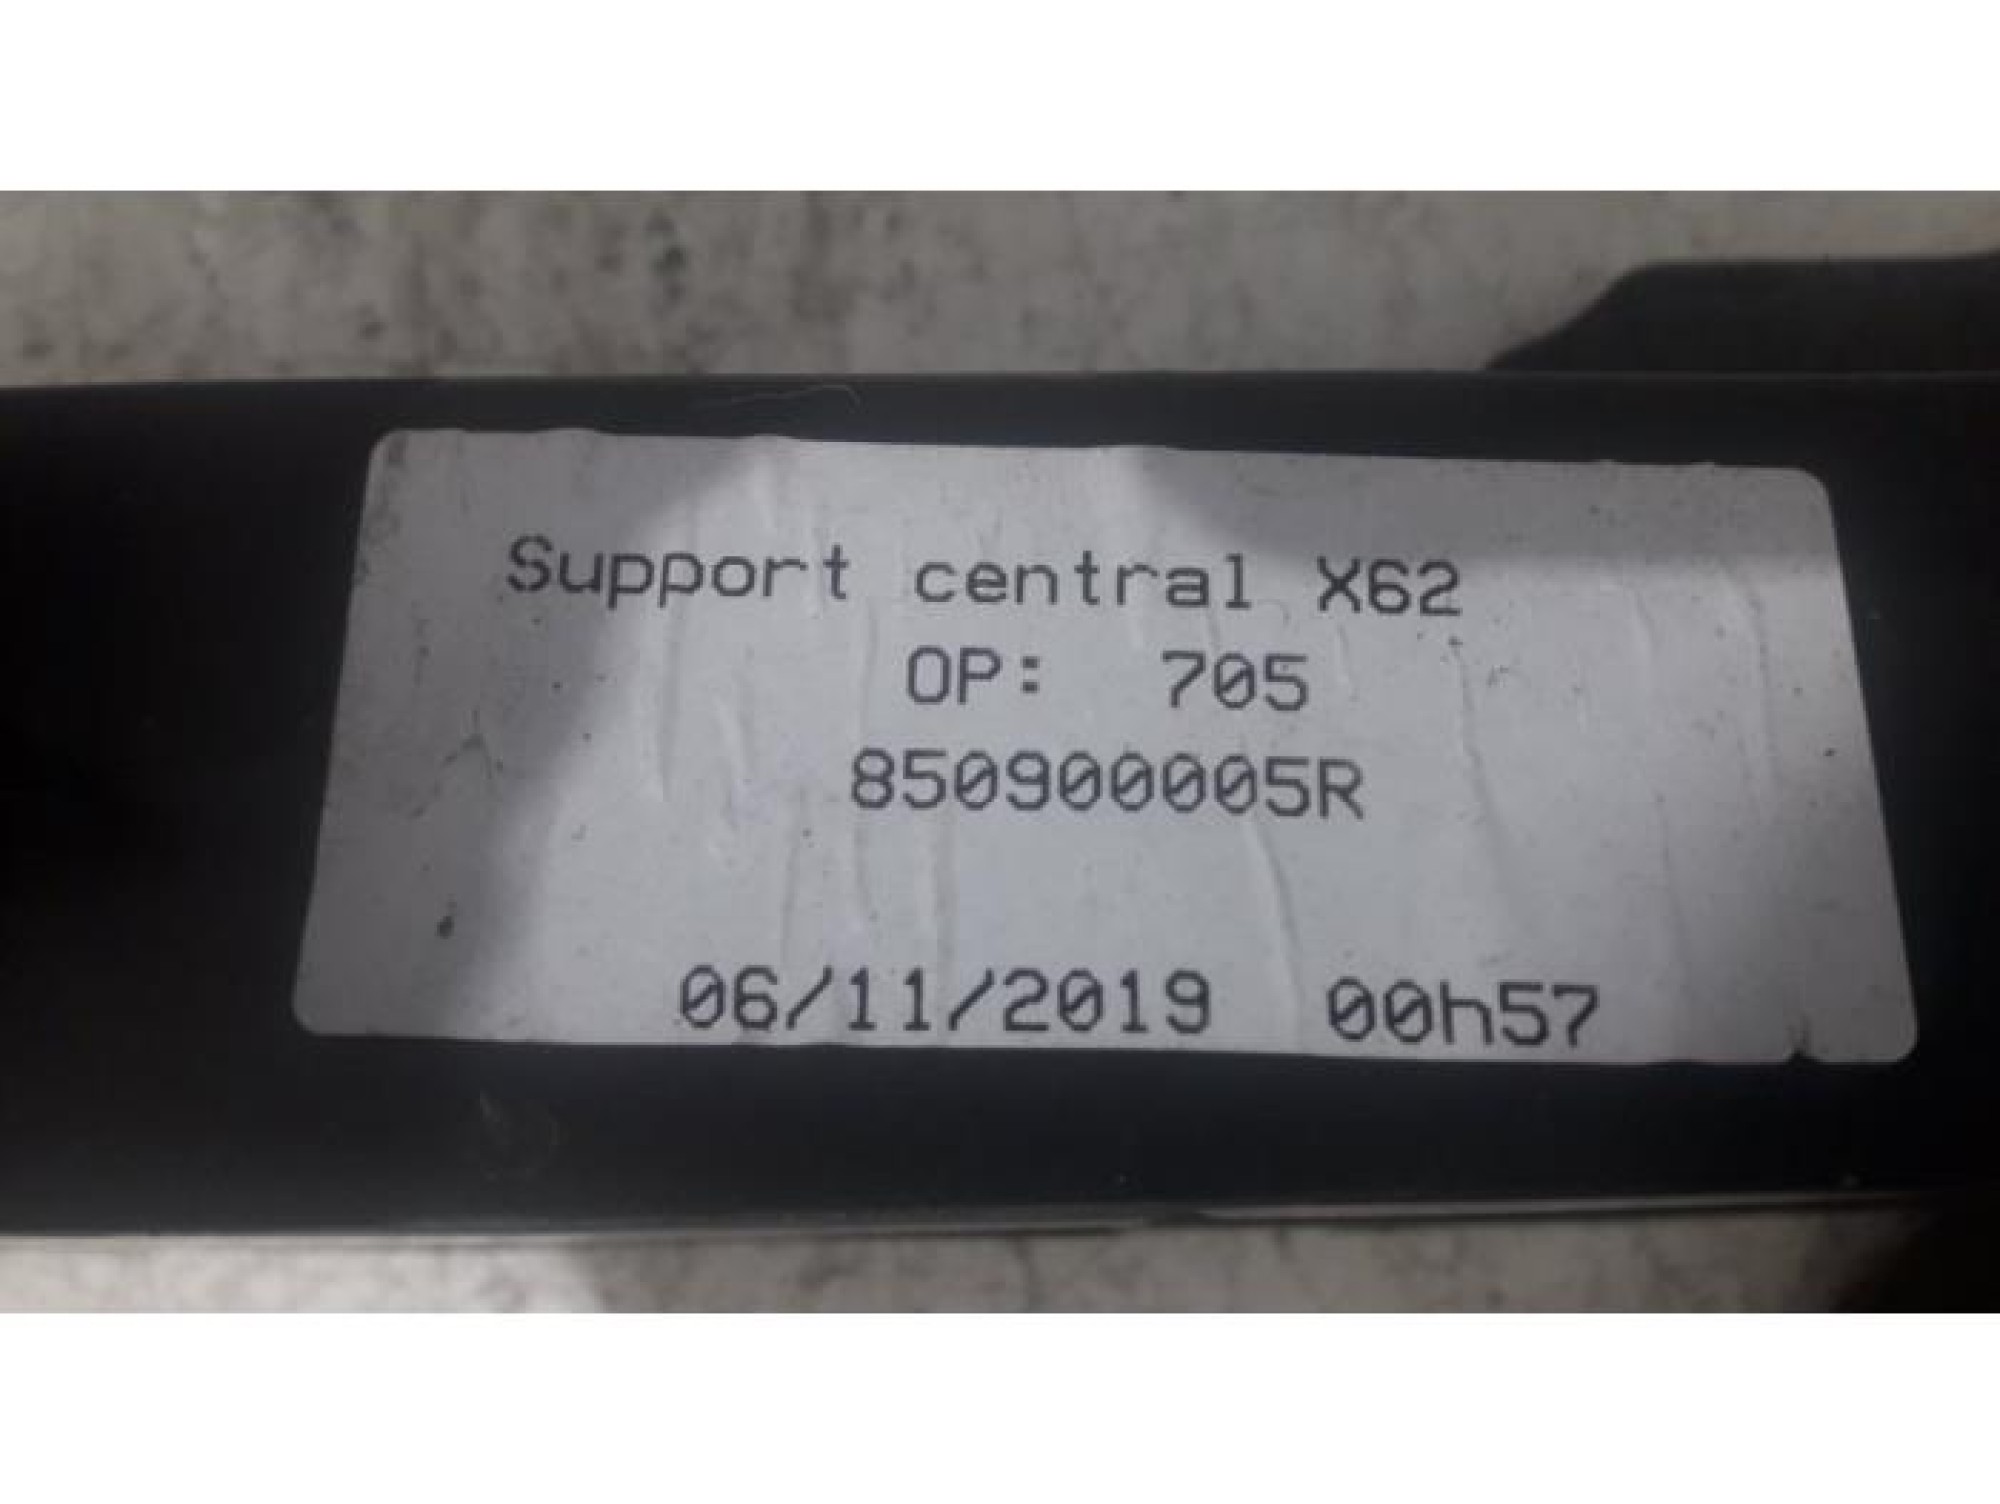 Support central X62
OP: 705
850900005R
06/11/2019 00h57